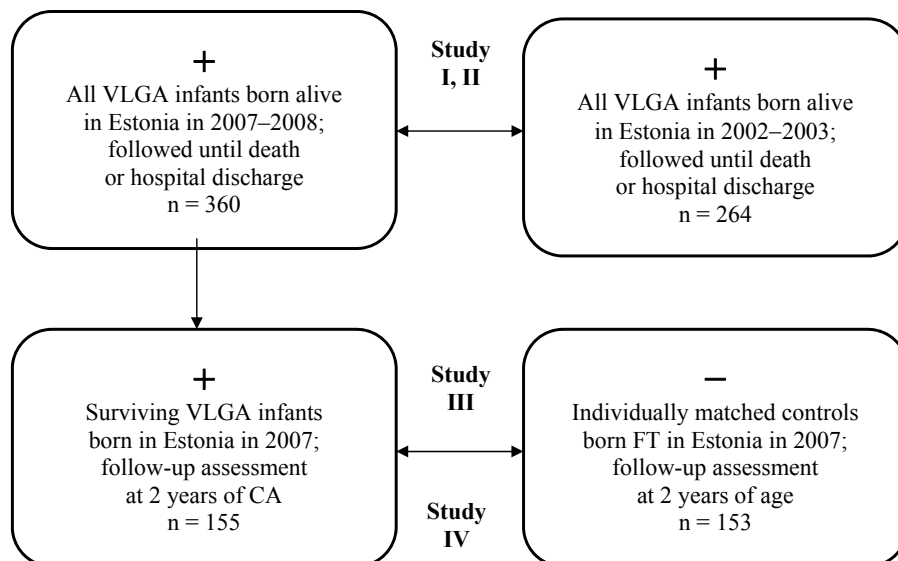 +
All VLGA infants born alive
in Estonia in 2007–2008;
followed until death
or hospital discharge
n = 360
Study
I, II
+
All VLGA infants born alive
in Estonia in 2002–2003;
followed until death
or hospital discharge
n = 264
+
Surviving VLGA infants
born in Estonia in 2007;
follow-up assessment
at 2 years of CA
n = 155
Study
III
Study
IV
–
Individually matched controls
born FT in Estonia in 2007;
follow-up assessment
at 2 years of age
n = 153